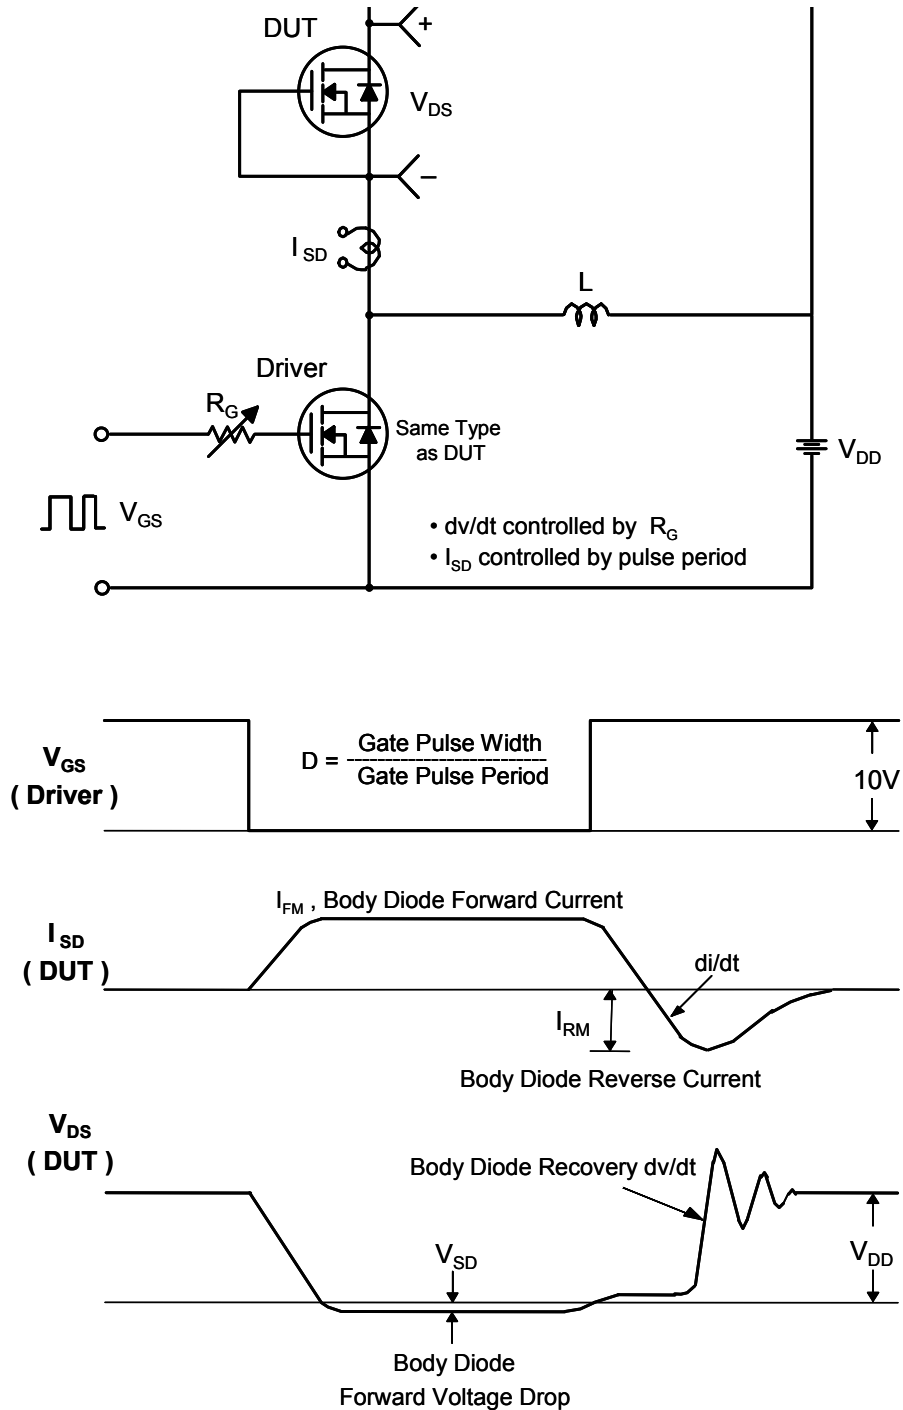 DUT
+
V_DS
–
I_SD
L
Driver
R_G
Same Type
as DUT
V_DD
V_GS
• dv/dt controlled by R_G
• I_SD controlled by pulse period
V_GS
( Driver )
D = Gate Pulse Width
Gate Pulse Period
10V
I_FM , Body Diode Forward Current
I_SD
( DUT )
di/dt
I_RM
Body Diode Reverse Current
V_DS
( DUT )
Body Diode Recovery dv/dt
V_SD
V_DD
Body Diode
Forward Voltage Drop